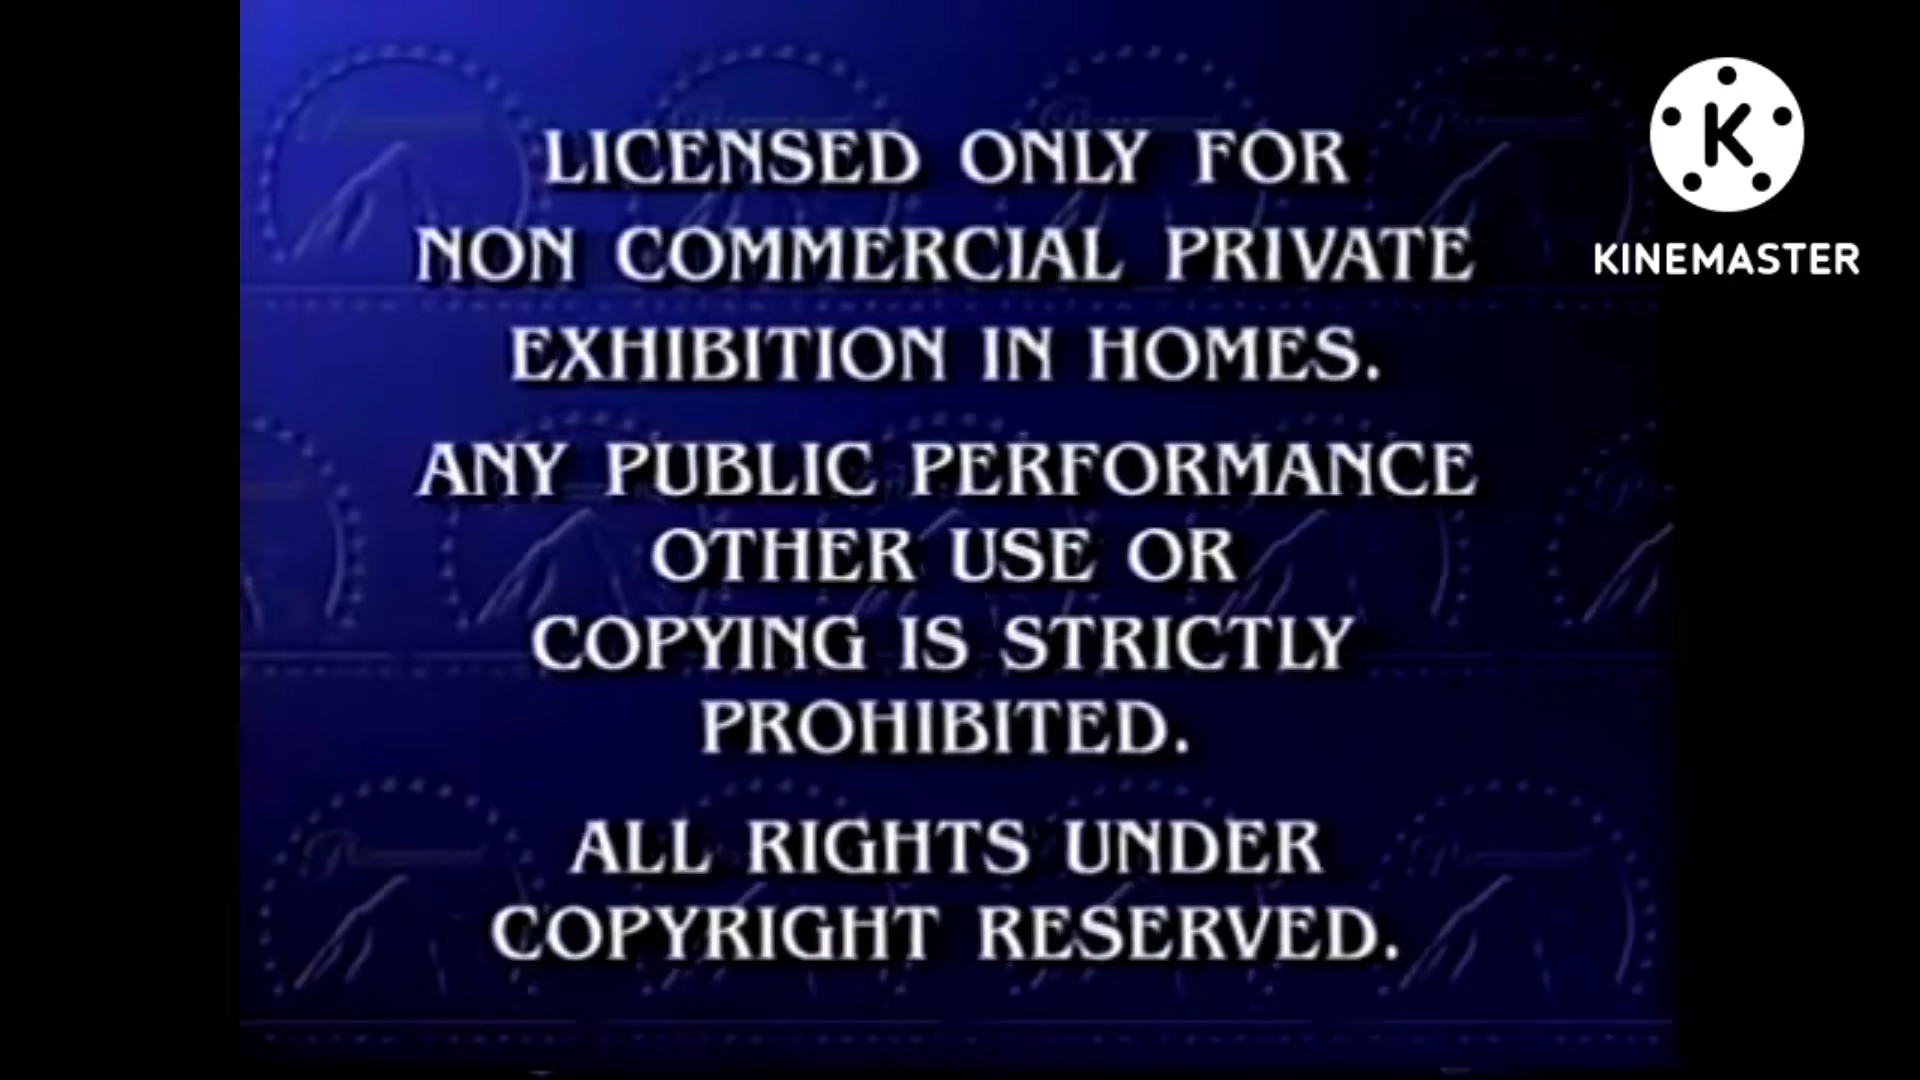 LICENSED ONLY FOR
NON COMMERCIAL PRIVATE
EXHIBITION IN HOMES.
ANY PUBLIC PERFORMANCE
OTHER USE OR
COPYING IS STRICTLY
PROHIBITED.
ALL RIGHTS UNDER
COPYRIGHT RESERVED.
K
KINEMASTER